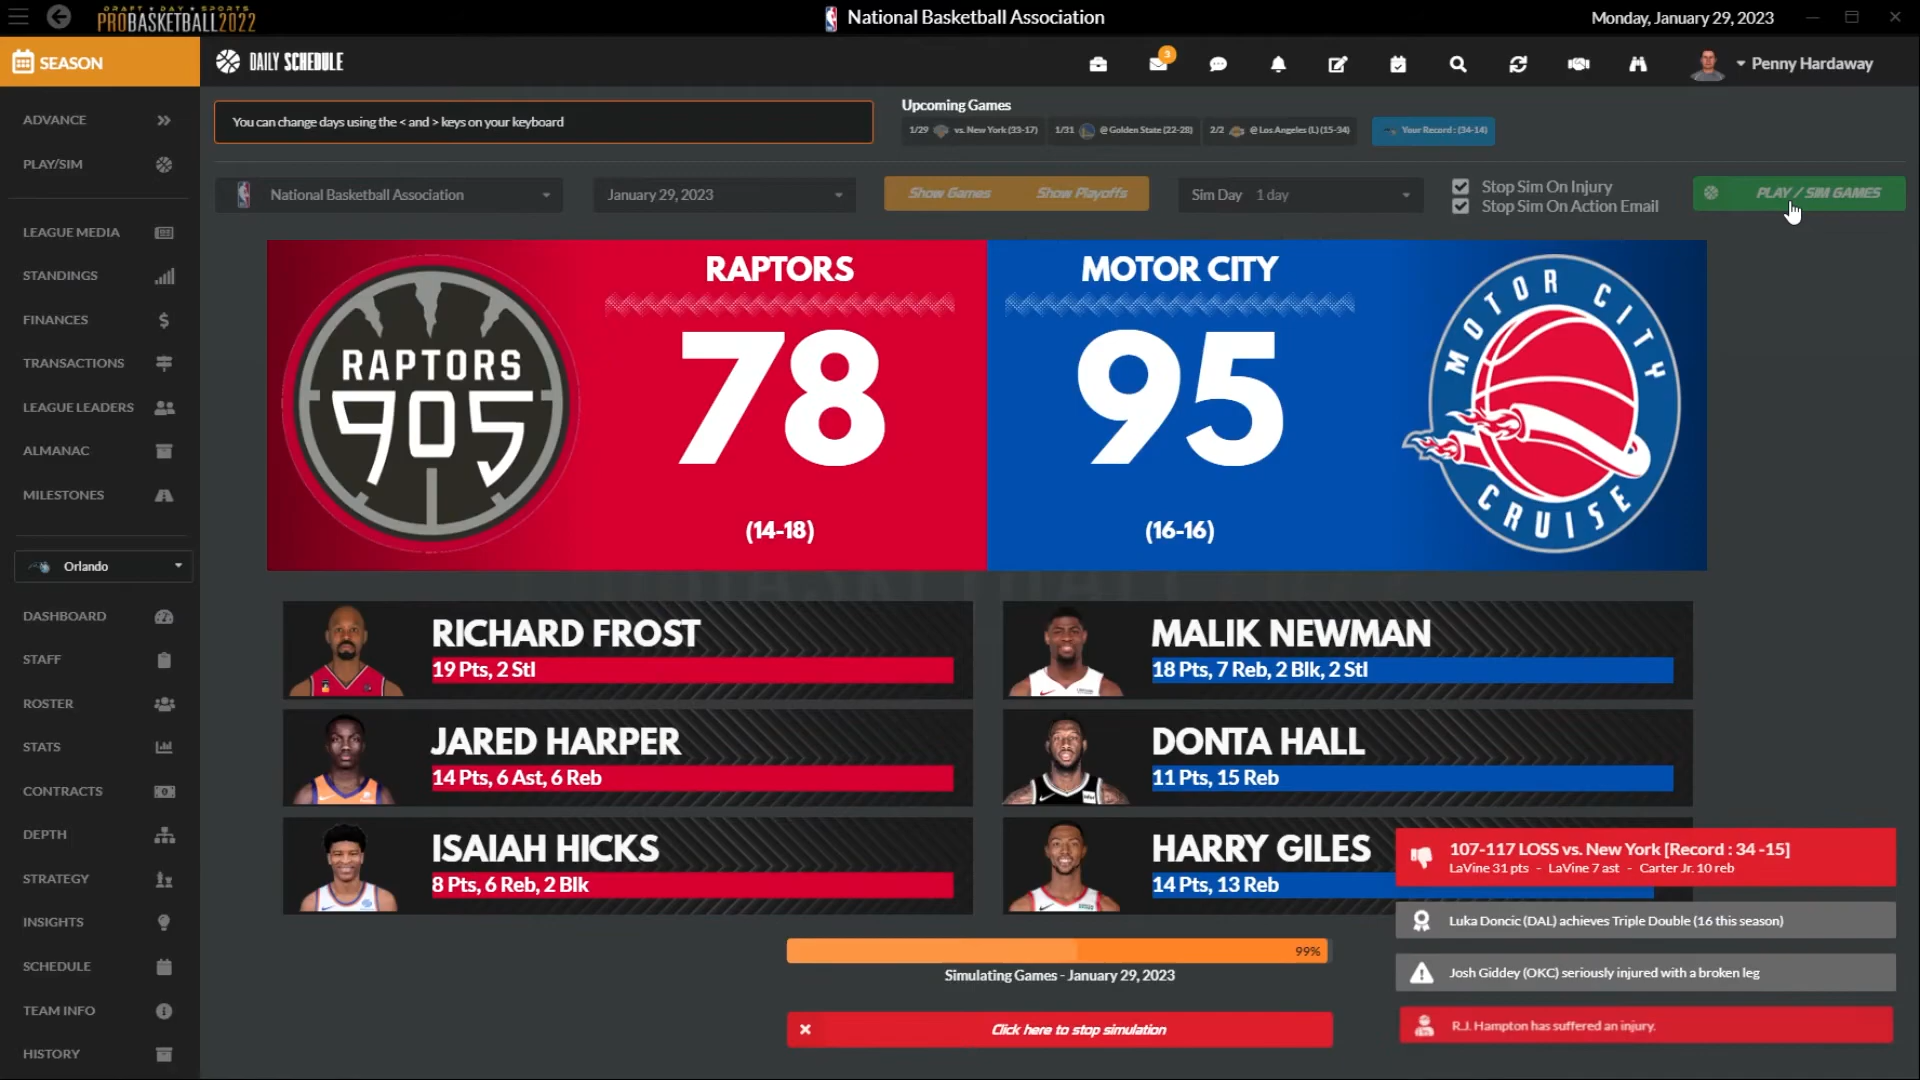 DRAFT DAY SPORTS
PROBASKETBALL2022
National Basketball Association
Monday, January 29, 2023
SEASON
DAILY SCHEDULE
3
Penny Hardaway
ADVANCE
PLAY/SIM
LEAGUE MEDIA
STANDINGS
FINANCES
TRANSACTIONS
LEAGUE LEADERS
ALMANAC
MILESTONES
Orlando
DASHBOARD
STAFF
ROSTER
STATS
CONTRACTS
DEPTH
STRATEGY
INSIGHTS
SCHEDULE
TEAM INFO
HISTORY
You can change days using the < and > keys on your keyboard
Upcoming Games
1/29 vs. New York (33-17)
1/31 @ Golden State (22-28)
2/2 @ Los Angeles (L) (15-34)
Your Record : (34-14)
National Basketball Association
January 29, 2023
Show Games
Show Playoffs
Sim Day 1 day
Stop Sim On Injury
Stop Sim On Action Email
PLAY / SIM GAMES
RAPTORS
905
RAPTORS
78
(14-18)
MOTOR CITY
95
(16-16)
MOTOR CITY
CRUISE
RICHARD FROST
19 Pts, 2 Stl
JARED HARPER
14 Pts, 6 Ast, 6 Reb
ISAIAH HICKS
8 Pts, 6 Reb, 2 Blk
MALIK NEWMAN
18 Pts, 7 Reb, 2 Blk, 2 Stl
DONTA HALL
11 Pts, 15 Reb
HARRY GILES
14 Pts, 13 Reb
99%
Simulating Games - January 29, 2023
Click here to stop simulation
107-117 LOSS vs. New York [Record : 34 -15]
LaVine 31 pts - LaVine 7 ast - Carter Jr. 10 reb
Luka Doncic (DAL) achieves Triple Double (16 this season)
Josh Giddey (OKC) seriously injured with a broken leg
R.J. Hampton has suffered an injury.